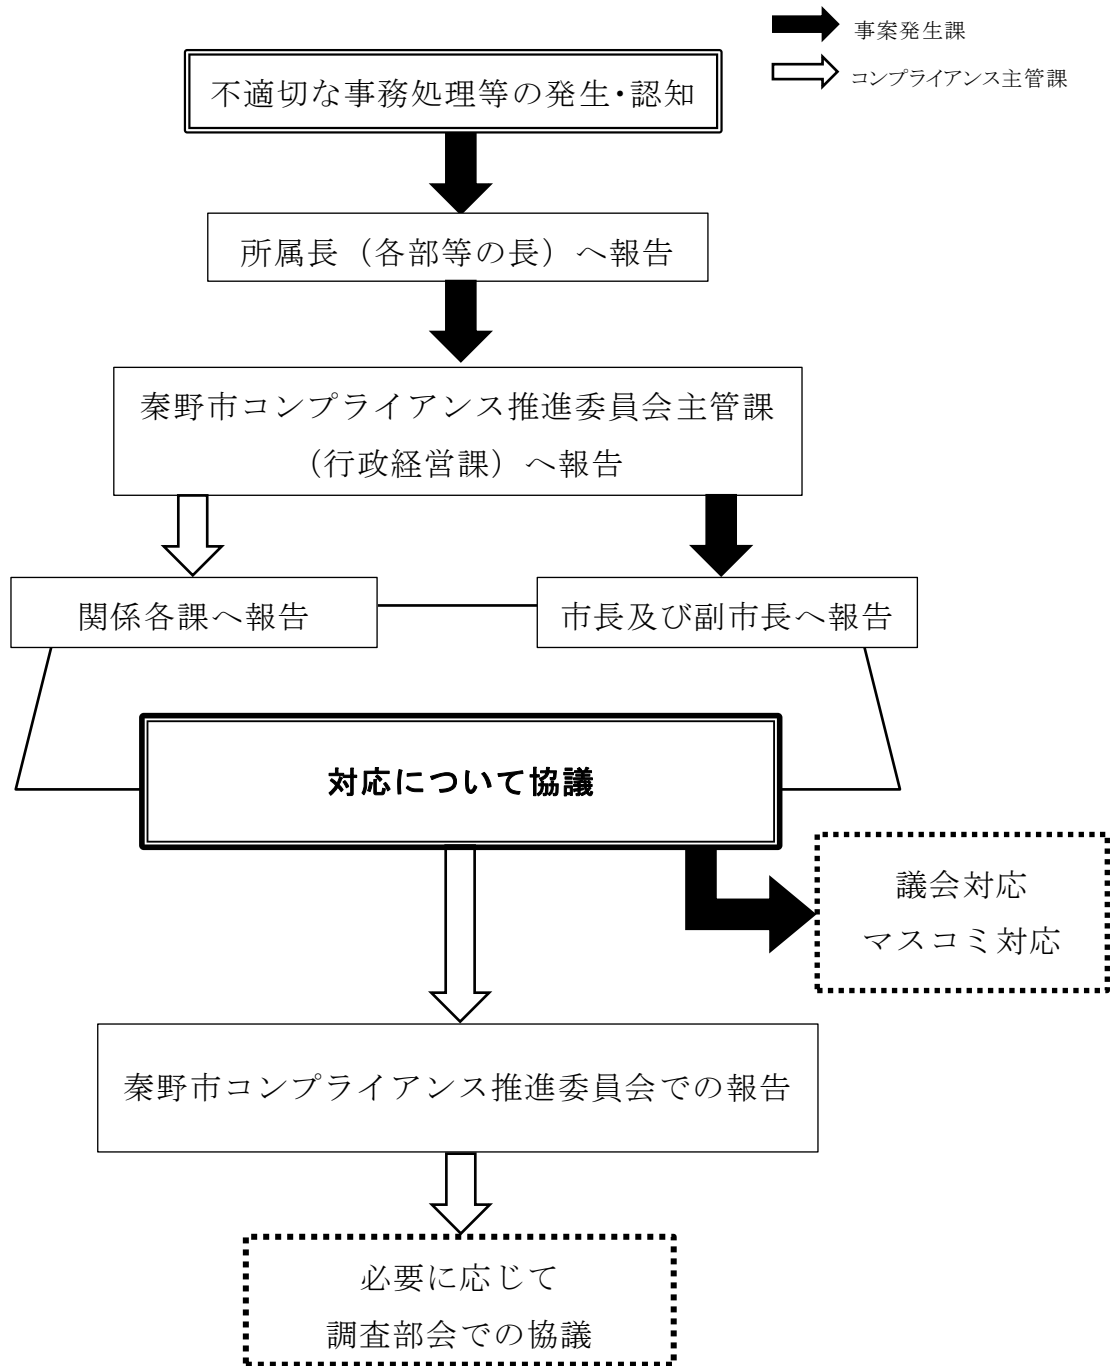 事案発生課
コンプライアンス主管課
不適切な事務処理等の発生・認知
所属長（各部等の長）へ報告
秦野市コンプライアンス推進委員会主管課
（行政経営課）へ報告
関係各課へ報告
市長及び副市長へ報告
対応について協議
議会対応
マスコミ対応
秦野市コンプライアンス推進委員会での報告
必要に応じて
調査部会での協議